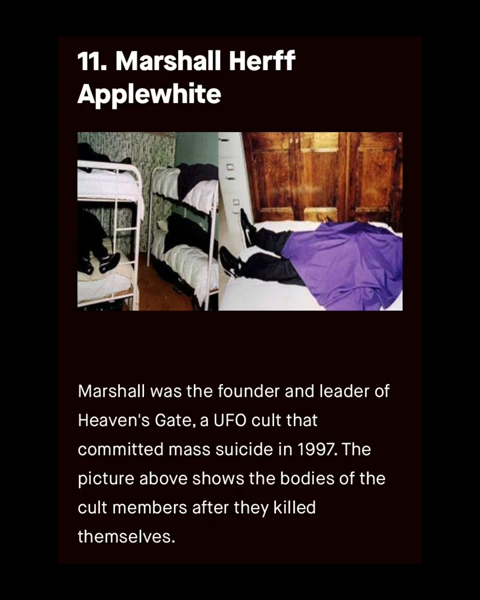 11. Marshall Herff
Applewhite
Marshall was the founder and leader of
Heaven's Gate, a UFO cult that
committed mass suicide in 1997. The
picture above shows the bodies of the
cult members after they killed
themselves.